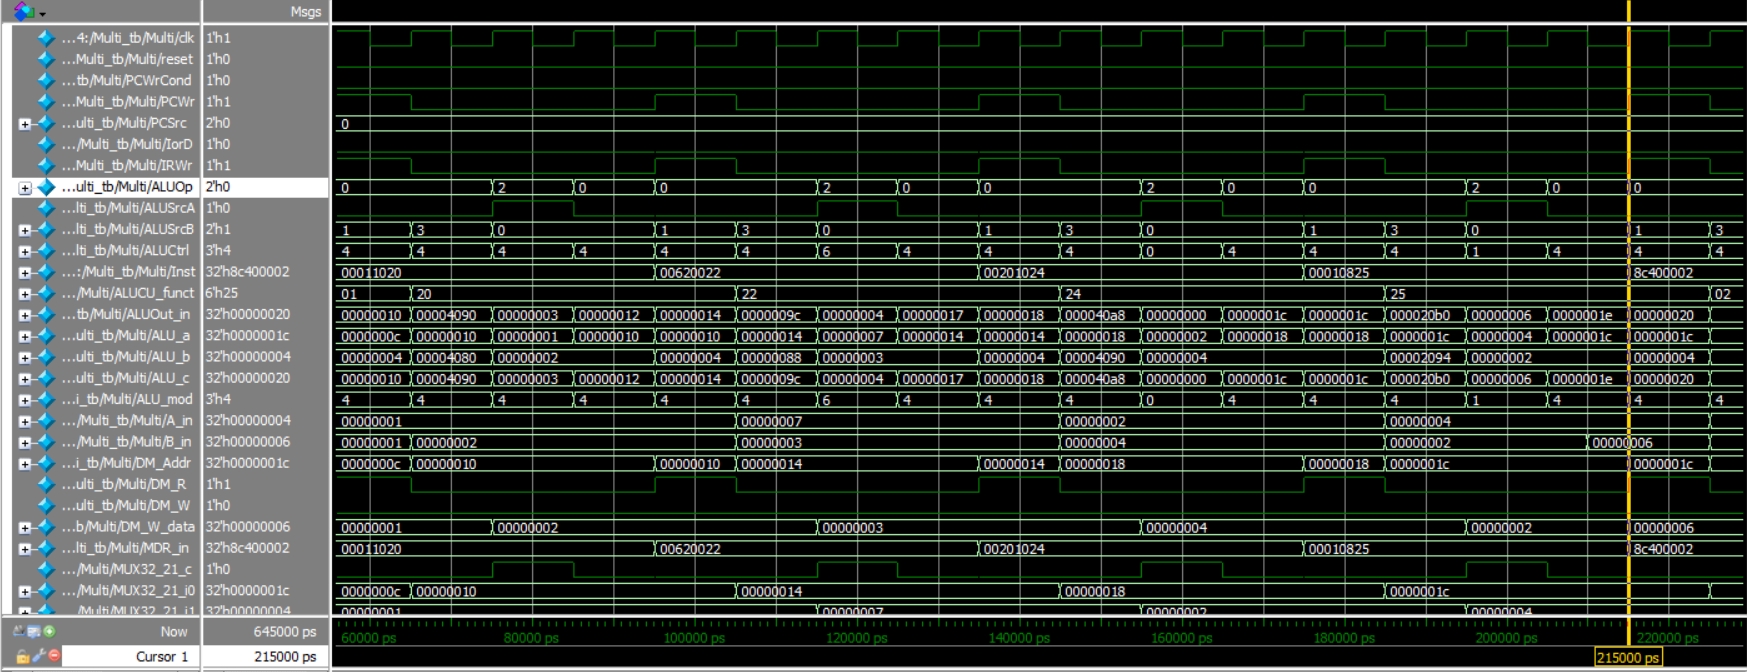 Msgs
...4:/Multi_tb/Multi/clk 1'h1
...Multi_tb/Multi/reset 1'h0
...tb/Multi/PCWrCond 1'h0
...Multi_tb/Multi/PCWr 1'h1
...ulti_tb/Multi/PCSrc 2'h0 0
.../Multi_tb/Multi/IorD 1'h0
...Multi_tb/Multi/IRWr 1'h1
...ulti_tb/Multi/ALUOp 2'h0 0 2 0 0 2 0 0 2 0 0 2 0 0
...lti_tb/Multi/ALUSrcA 1'h0
...lti_tb/Multi/ALUSrcB 2'h1 1 3 0 1 3 0 1 3 0 1 3 0 1 3
...lti_tb/Multi/ALUCtrl 3'h4 4 4 4 4 4 4 6 4 4 4 0 4 4 4 1 4 4 4
...:/Multi_tb/Multi/Inst 32'h8c400002 00011020 00620022 00201024 00010825 8c400002
.../Multi/ALUCU_funct 6'h25 01 20 22 24 25 02
...tb/Multi/ALUOut_in 32'h00000020 00000010 00004090 00000003 00000012 00000014 0000009c 00000004 00000017 00000018 000040a8 00000000 0000001c 0000001c 000020b0 00000006 0000001e 00000020
...ulti_tb/Multi/ALU_a 32'h0000001c 0000000c 00000010 00000001 00000010 00000010 00000014 00000007 00000014 00000014 00000018 00000002 00000018 00000018 0000001c 00000004 0000001c 0000001c
...ulti_tb/Multi/ALU_b 32'h00000004 00000004 00004080 00000002 00000004 00000088 00000003 00000004 00004090 00000004 00002094 00000002 00000004
...ulti_tb/Multi/ALU_c 32'h00000020 00000010 00004090 00000003 00000012 00000014 0000009c 00000004 00000017 00000018 000040a8 00000000 0000001c 0000001c 000020b0 00000006 0000001e 00000020
...i_tb/Multi/ALU_mod 3'h4 4 4 4 4 4 4 6 4 4 4 0 4 4 4 1 4 4 4
.../Multi_tb/Multi/A_in 32'h00000004 00000001 00000007 00000002 00000004
.../Multi_tb/Multi/B_in 32'h00000006 00000001 00000002 00000003 00000004 00000002 00000006
...i_tb/Multi/DM_Addr 32'h0000001c 0000000c 00000010 00000010 00000014 00000014 00000018 00000018 0000001c 0000001c
...ulti_tb/Multi/DM_R 1'h1
...ulti_tb/Multi/DM_W 1'h0
...b/Multi/DM_W_data 32'h00000006 00000001 00000002 00000003 00000004 00000002 00000006
...lti_tb/Multi/MDR_in 32'h8c400002 00011020 00620022 00201024 00010825 8c400002
.../Multi/MUX32_21_c 1'h0
.../Multi/MUX32_21_i0 32'h0000001c 0000000c 00000010 00000014 00000018 0000001c
.../Multi/MUX32_21_i1 32'h00000004 00000001 00000007 00000002 00000004
Now 645000 ps 60000 ps 80000 ps 100000 ps 120000 ps 140000 ps 160000 ps 180000 ps 200000 ps 220000 ps
Cursor 1 215000 ps 215000 ps